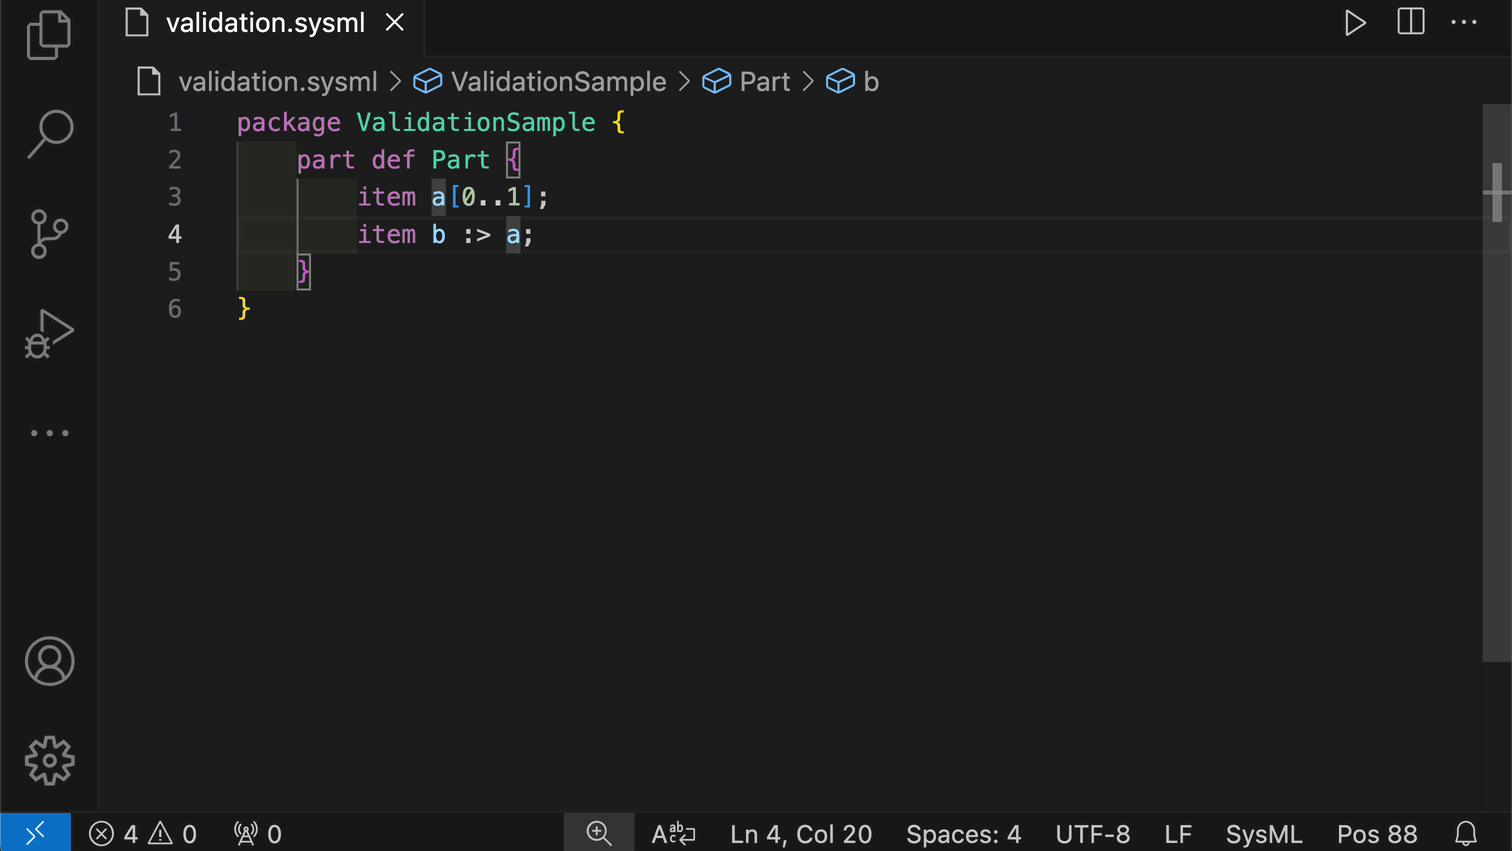 validation.sysml
validation.sysml > ValidationSample > Part > b
1 package ValidationSample {
2 part def Part {
3 item a[0..1];
4 item b :> a;
5 }
6 }
4 0 0 Ln 4, Col 20 Spaces: 4 UTF-8 LF SysML Pos 88